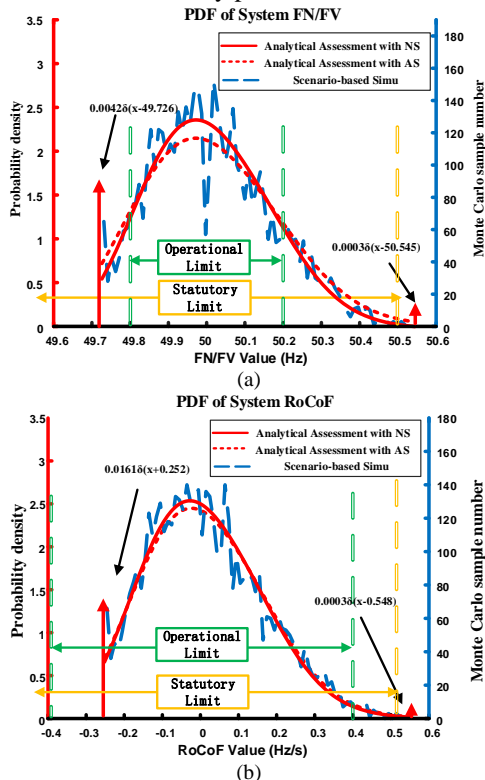 PDF of System FN/FV
Analytical Assessment with NS
Analytical Assessment with AS
Scenario-based Simu
0.0042δ(x-49.726)
0.0003δ(x-50.545)
Operational
Limit
Statutory
Limit
Probability density
3.5
3
2.5
2
1.5
1
0.5
0
Monte Carlo sample number
180
160
140
120
100
80
60
40
20
0
49.6 49.7 49.8 49.9 50 50.1 50.2 50.3 50.4 50.5 50.6
FN/FV Value (Hz)
(a)
PDF of System RoCoF
Analytical Assessment with NS
Analytical Assessment with AS
Scenario-based Simu
0.0161δ(x+0.252)
0.0003δ(x-0.548)
Operational
Limit
Statutory
Limit
Probability density
3.5
3
2.5
2
1.5
1
0.5
0
Monte Carlo sample number
180
160
140
120
100
80
60
40
20
0
-0.4 -0.3 -0.2 -0.1 0 0.1 0.2 0.3 0.4 0.5 0.6
RoCoF Value (Hz/s)
(b)